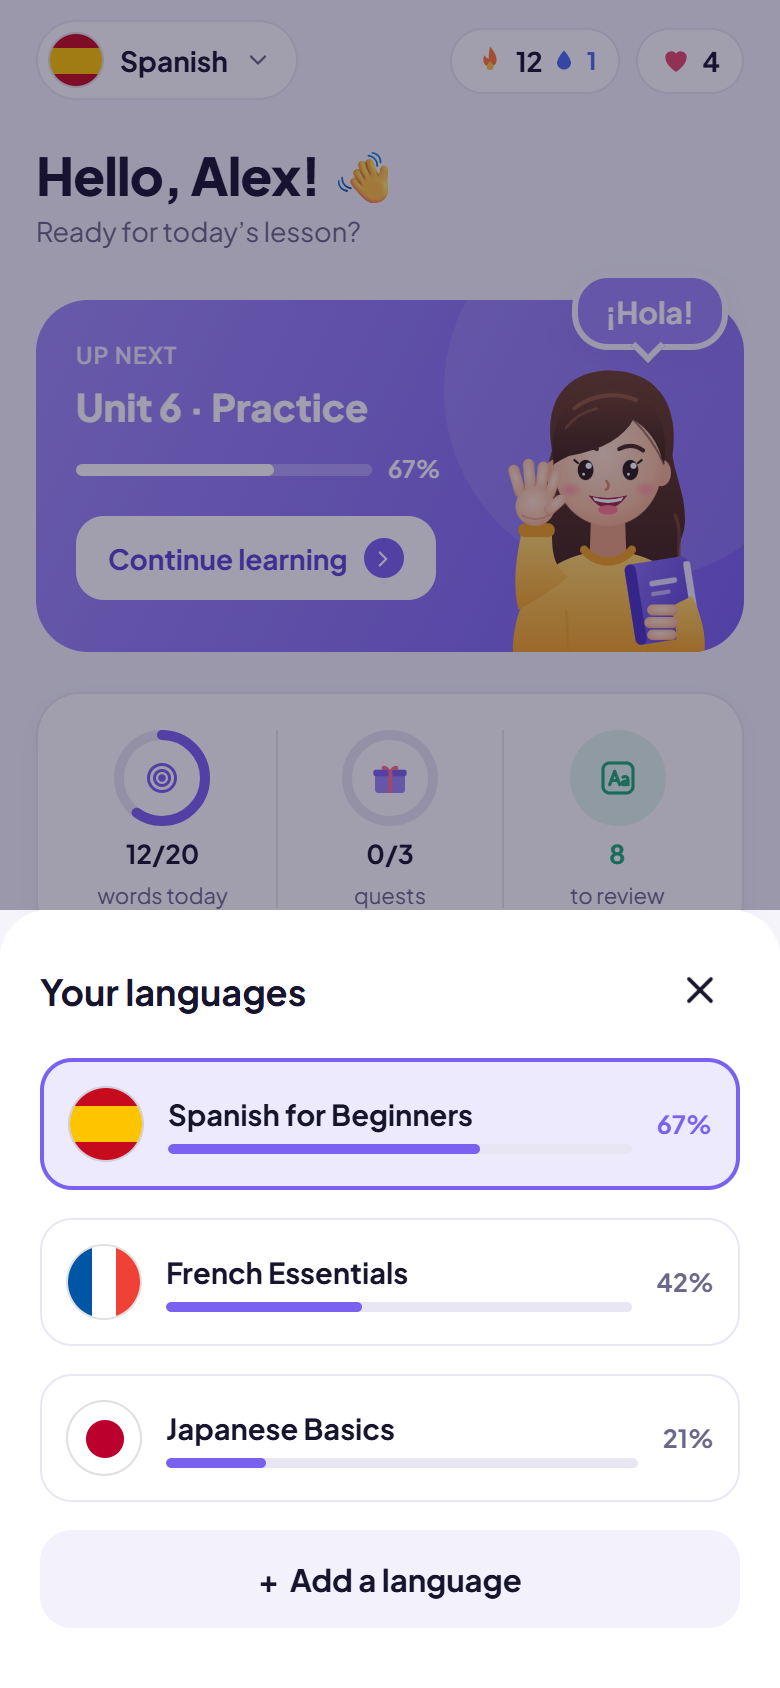 Spanish
12 1
4
Hello, Alex!
Ready for today’s lesson?
¡Hola!
UP NEXT
Unit 6 · Practice
67%
Continue learning
Aa
12/20
words today
0/3
quests
8
to review
Your languages
Spanish for Beginners
67%
French Essentials
42%
Japanese Basics
21%
+ Add a language